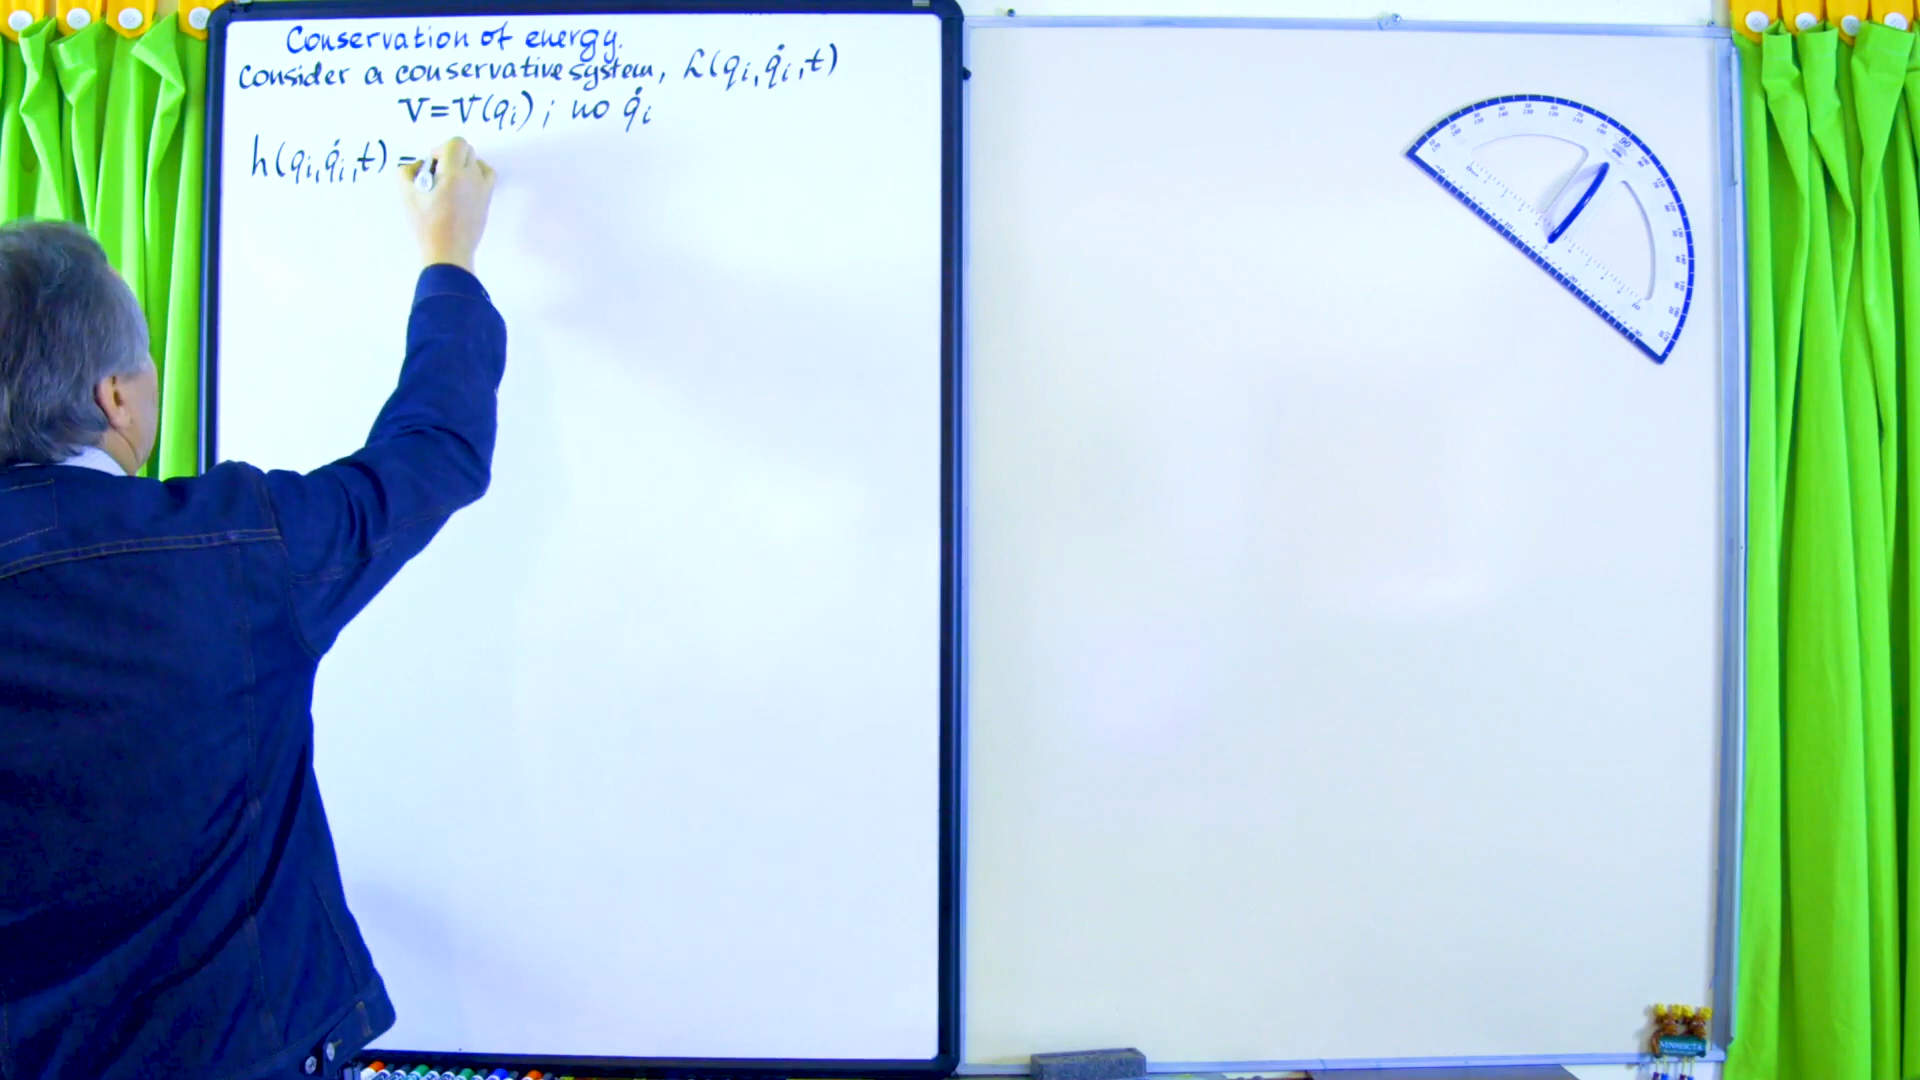 Conservation of energy.
Consider a conservative system, L(qᵢ, q̇ᵢ, t)
V = V(qᵢ) ; no q̇ᵢ
h(qᵢ, q̇ᵢ, t) =